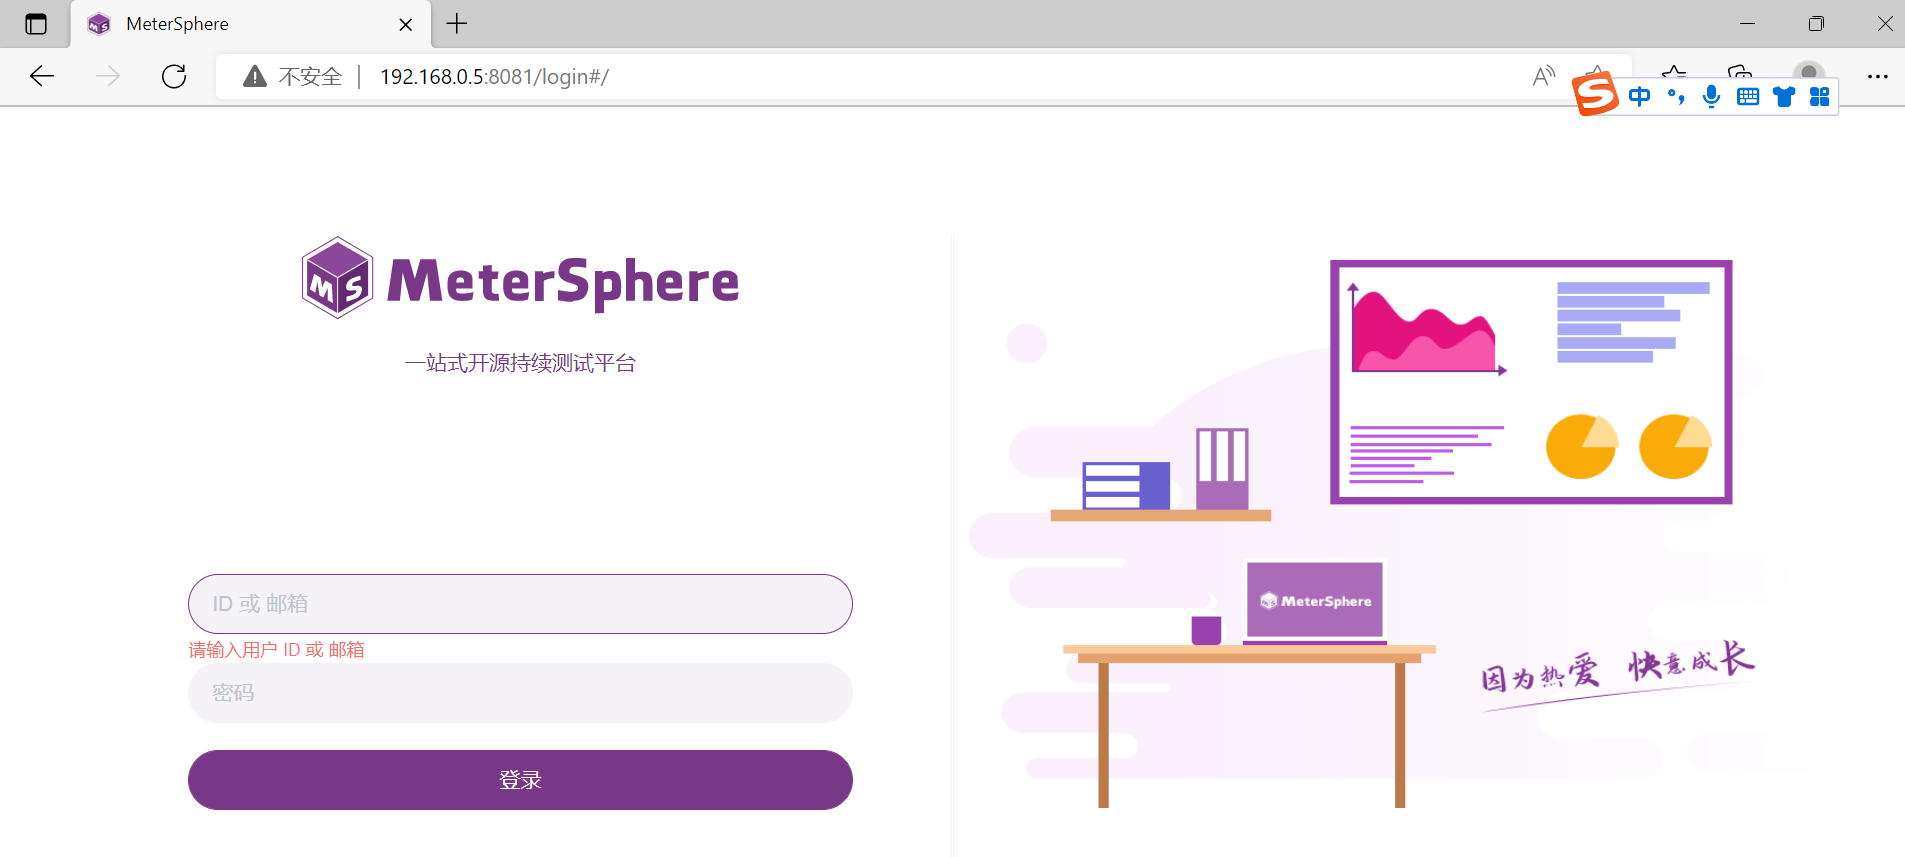 MeterSphere
不安全 | 192.168.0.5:8081/login#/
中
MS MeterSphere
一站式开源持续测试平台
ID 或 邮箱
请输入用户 ID 或 邮箱
密码
登录
MeterSphere
因为热爱 快意成长